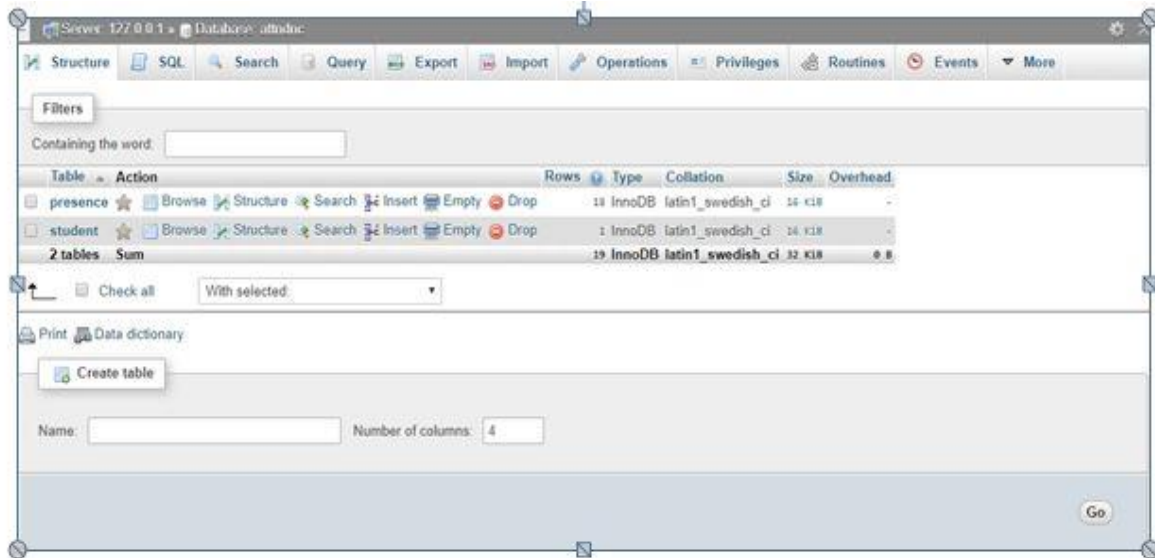 Server: 127.0.0.1 » Database: attndnc
Structure SQL Search Query Export Import Operations Privileges Routines Events More
Filters
Containing the word:
Table Action Rows Type Collation Size Overhead
presence Browse Structure Search Insert Empty Drop 18 InnoDB latin1_swedish_ci 16 KiB -
student Browse Structure Search Insert Empty Drop 1 InnoDB latin1_swedish_ci 16 KiB -
2 tables Sum 19 InnoDB latin1_swedish_ci 32 KiB 0 B
Check all With selected:
Print Data dictionary
Create table
Name: Number of columns: 4
Go